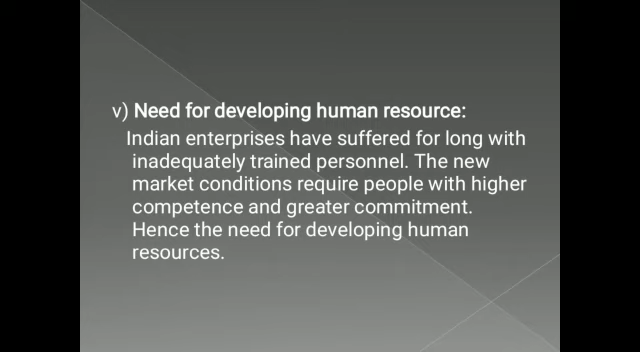 v) Need for developing human resource:
Indian enterprises have suffered for long with
inadequately trained personnel. The new
market conditions require people with higher
competence and greater commitment.
Hence the need for developing human
resources.